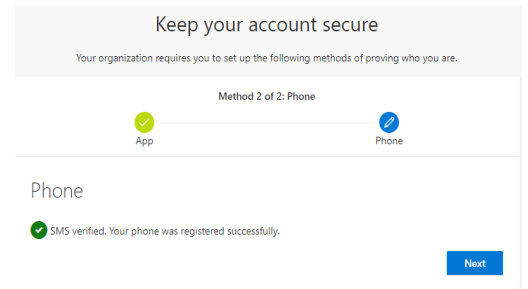 Keep your account secure
Your organization requires you to set up the following methods of proving who you are.
Method 2 of 2: Phone
App
Phone
Phone
SMS verified. Your phone was registered successfully.
Next